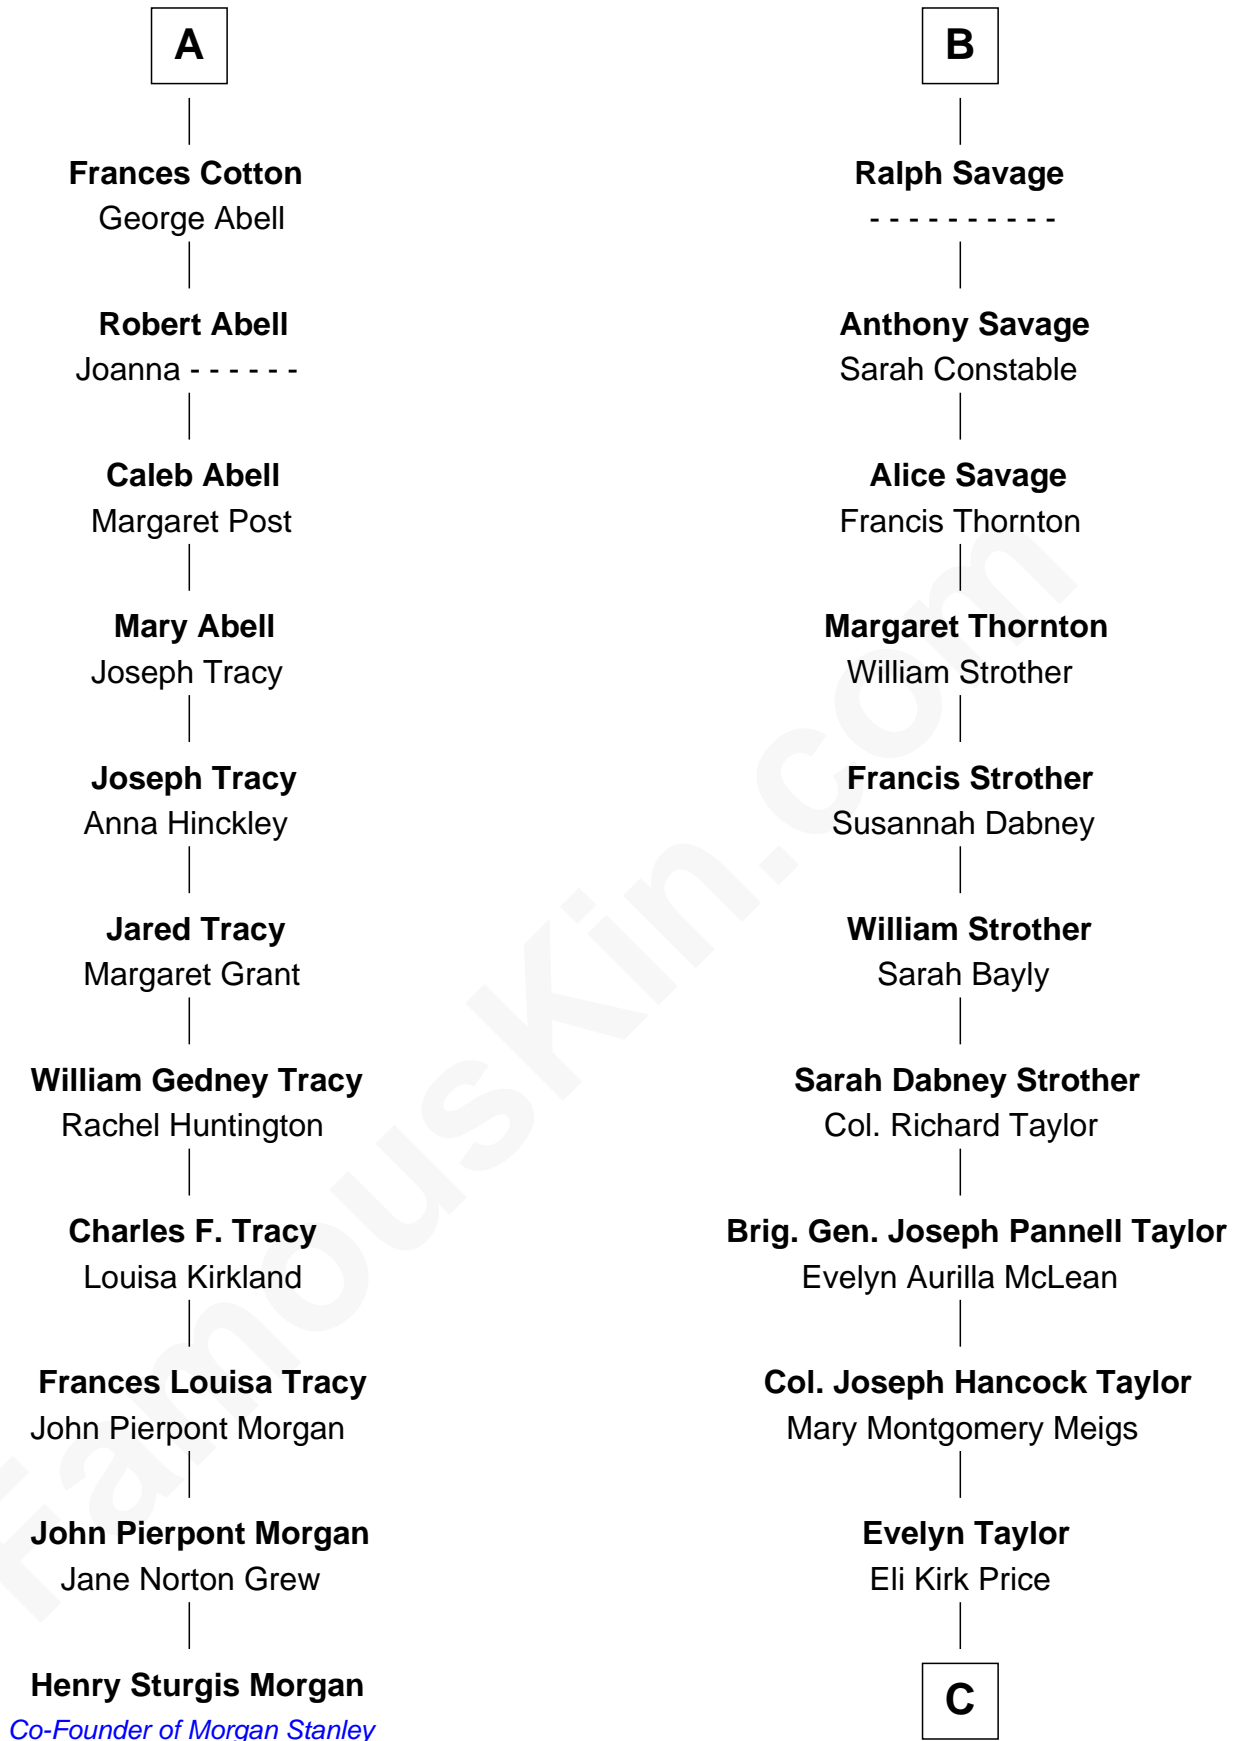 A
Frances Cotton
George Abell
Robert Abell
Joanna - - - - - -
Caleb Abell
Margaret Post
Mary Abell
Joseph Tracy
Joseph Tracy
Anna Hinckley
Jared Tracy
Margaret Grant
William Gedney Tracy
Rachel Huntington
Charles F. Tracy
Louisa Kirkland
Frances Louisa Tracy
John Pierpont Morgan
John Pierpont Morgan
Jane Norton Grew
Henry Sturgis Morgan
Co-Founder of Morgan Stanley
B
Ralph Savage
- - - - - - - - - -
Anthony Savage
Sarah Constable
Alice Savage
Francis Thornton
Margaret Thornton
William Strother
Francis Strother
Susannah Dabney
William Strother
Sarah Bayly
Sarah Dabney Strother
Col. Richard Taylor
Brig. Gen. Joseph Pannell Taylor
Evelyn Aurilla McLean
Col. Joseph Hancock Taylor
Mary Montgomery Meigs
Evelyn Taylor
Eli Kirk Price
C
FamousKin.com